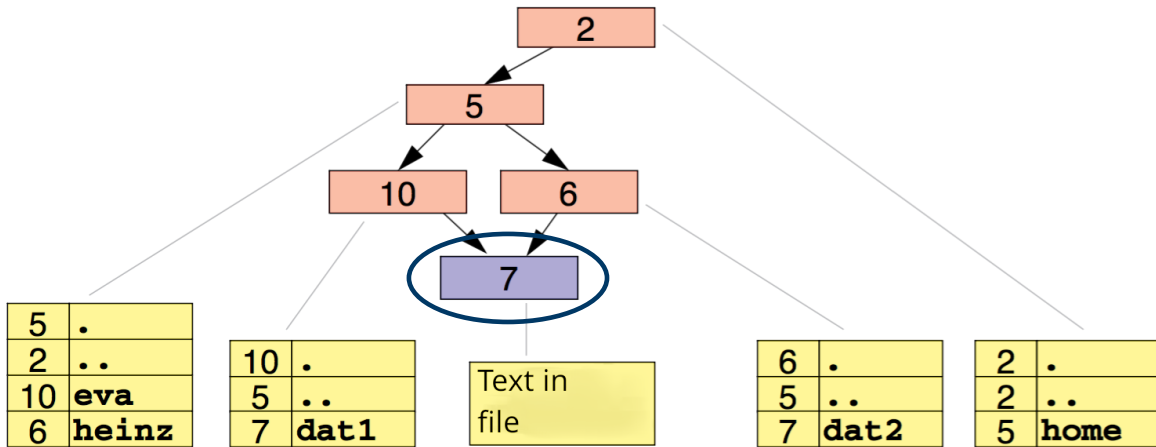 2
5
10 6
7
5 .
2 ..
10 eva
6 heinz
10 .
5 ..
7 dat1
Text in
file
6 .
5 ..
7 dat2
2 .
2 ..
5 home